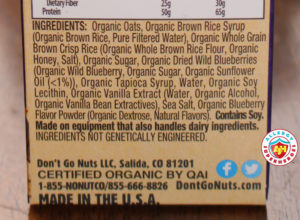 Dietary Fiber 25g 30g
50g 65g
INGREDIENTS: Organic Oats, Organic Brown Rice Syrup
(Organic Brown Rice, Pure Filtered Water), Organic Whole Grain
Brown Crisp Rice (Organic Whole Brown Rice Flour, Organic
Honey, Salt), Organic Sugar, Organic Dried Wild Blueberries
(Organic Wild Blueberry, Organic Sugar, Organic Sunflower
Oil (<1%)), Organic Tapioca Syrup, Water, Organic Soy
Lecithin, Organic Vanilla Extract (Water, Organic Alcohol,
Organic Vanilla Bean Extractives), Sea Salt, Organic Blueberry
Flavor Powder (Organic Dextrose, Natural Flavors). Contains Soy.
Made on equipment that also handles dairy ingredients.
INGREDIENTS NOT GENETICALLY ENGINEERED.
Don't Go Nuts LLC, Salida, CO 81201
CERTIFIED ORGANIC BY QAI
1-855-NONUTCO/855-666-8826 DontGoNuts.com
MADE IN THE U.S.A.
ALLERGY